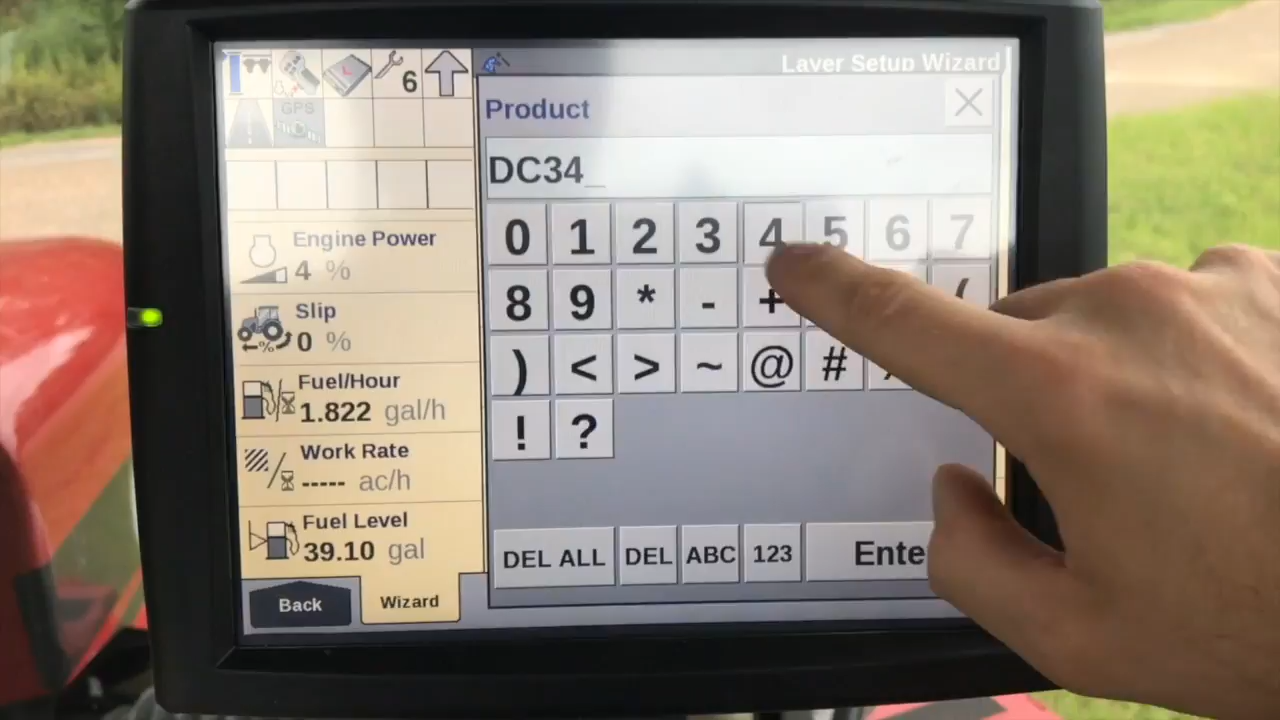 6
GPS
Engine Power
4 %
Slip
0 %
Fuel/Hour
1.822 gal/h
Work Rate
----- ac/h
Fuel Level
39.10 gal
Back
Wizard
Layer Setup Wizard
Product
DC34_
0 1 2 3 4 5 6 7
8 9 * - + (
) < > ~ @ #
! ?
DEL ALL DEL ABC 123 Ente